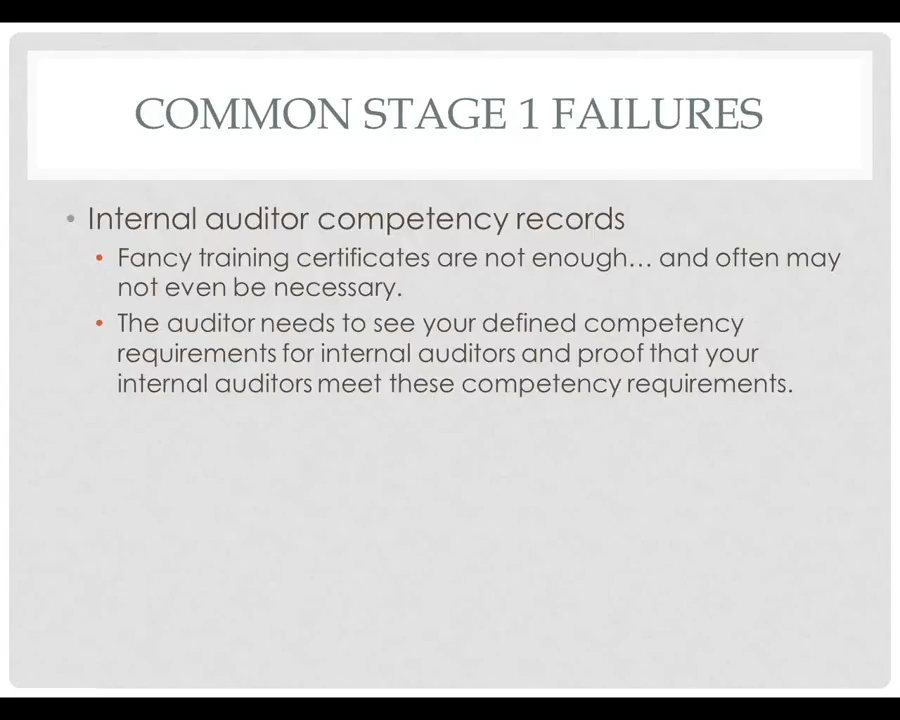 COMMON STAGE 1 FAILURES
• Internal auditor competency records
• Fancy training certificates are not enough… and often may
not even be necessary.
• The auditor needs to see your defined competency
requirements for internal auditors and proof that your
internal auditors meet these competency requirements.